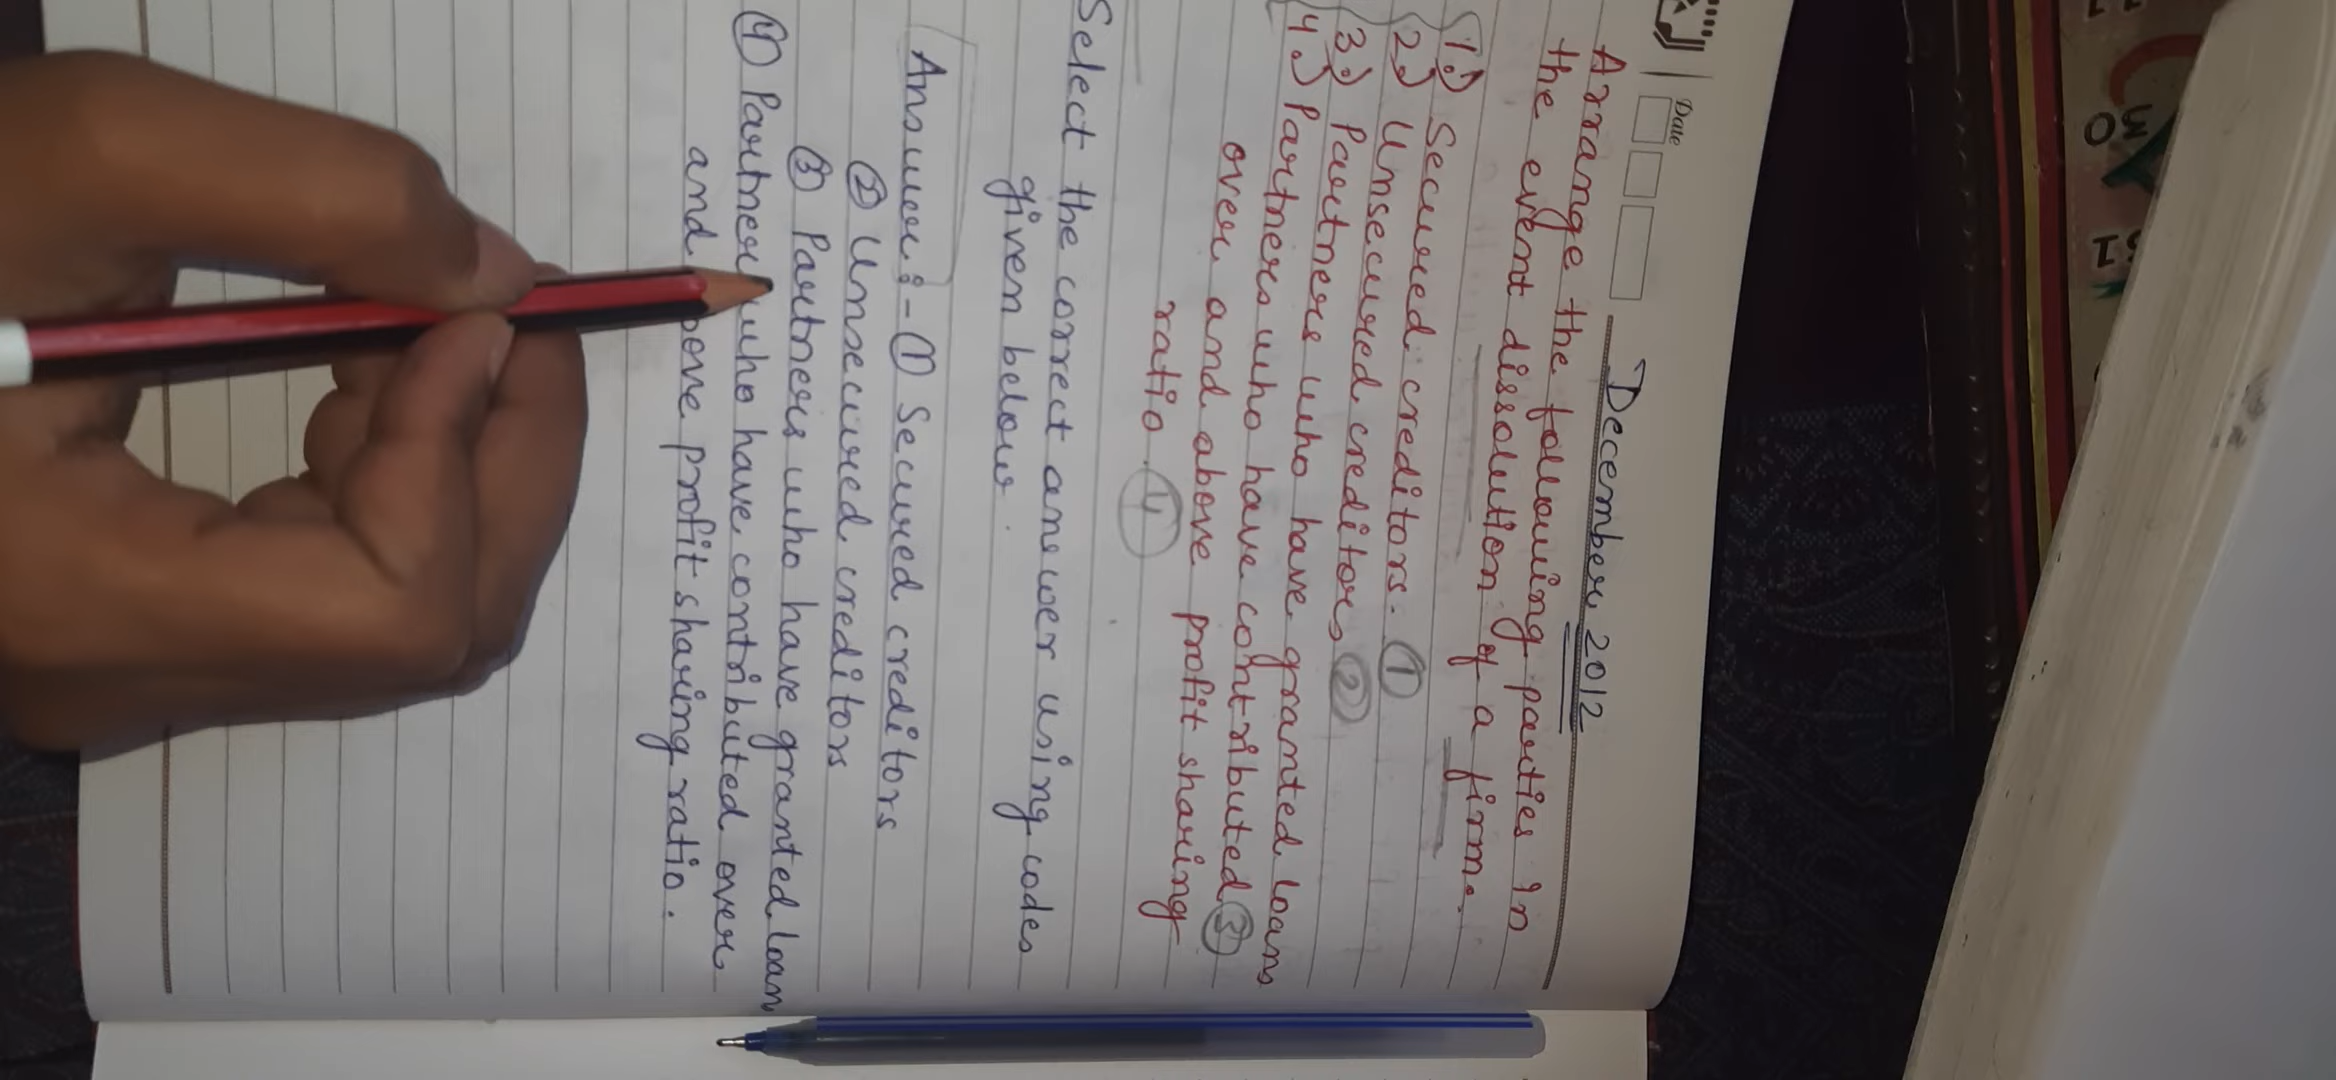 Date
December 2012
Arrange the following parties in
the event dissolution of a firm.
1.) Secured creditors. ①
2.) Unsecured creditors ②
3.) Partners who have granted loans
4.) Partners who have contributed ③
over and above profit sharing
ratio. ④
Select the correct answer using codes
given below.
Answer:- ① Secured creditors
② Unsecured creditors
③ Partners who have granted loan
④ Partners who have contributed over
and above profit sharing ratio.